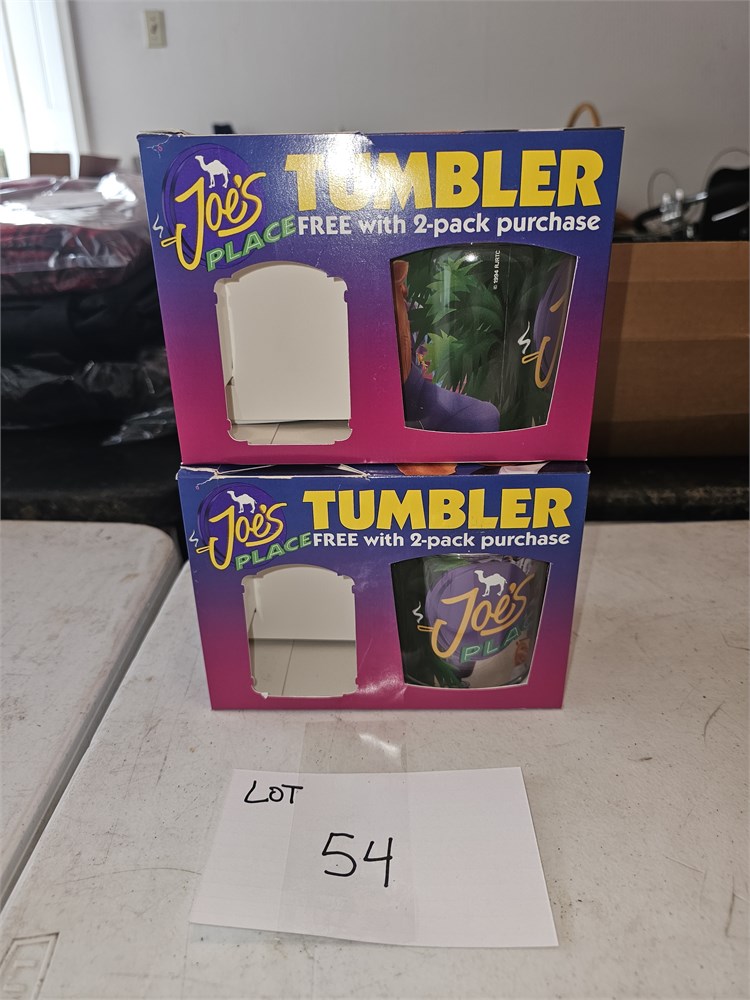 Joe's
PLACE
TUMBLER
FREE with 2-pack purchase
© 1994 RJRTC
J
Joe's
PLACE
TUMBLER
FREE with 2-pack purchase
Joe's
PLA
LOT
54